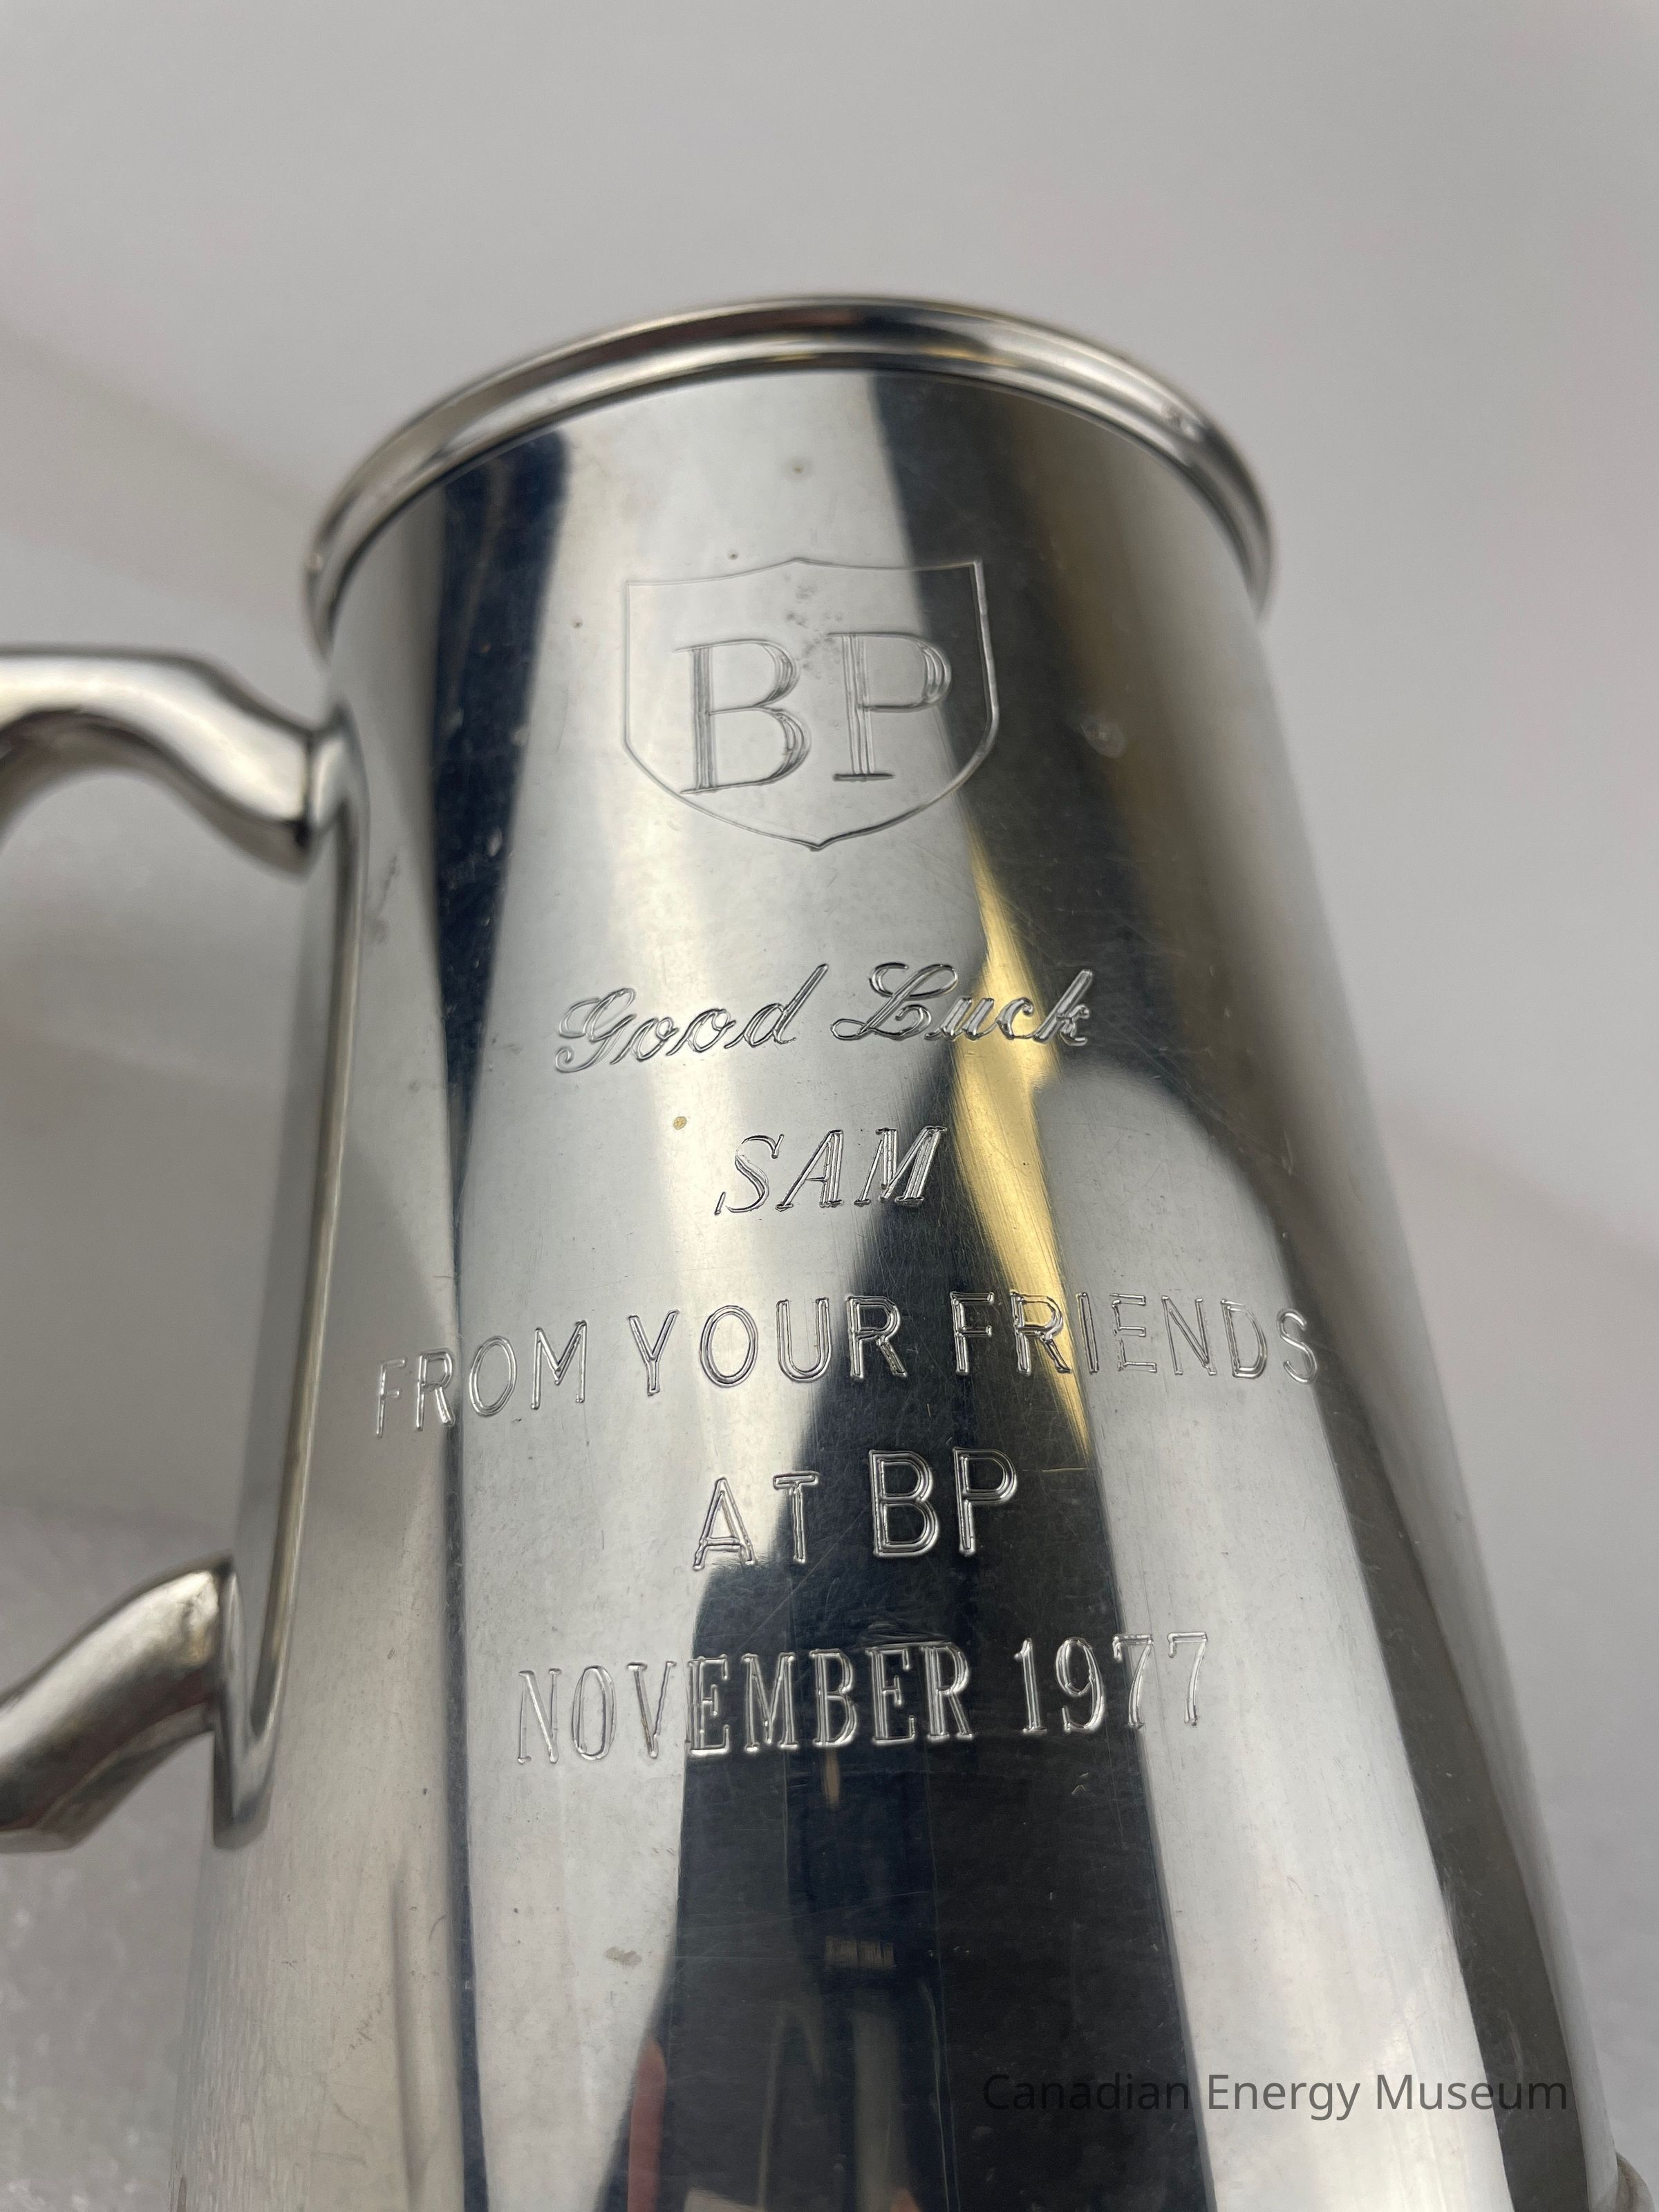 BP
Good Luck
SAM
FROM YOUR FRIENDS
AT BP
NOVEMBER 1977
Canadian Energy Museum